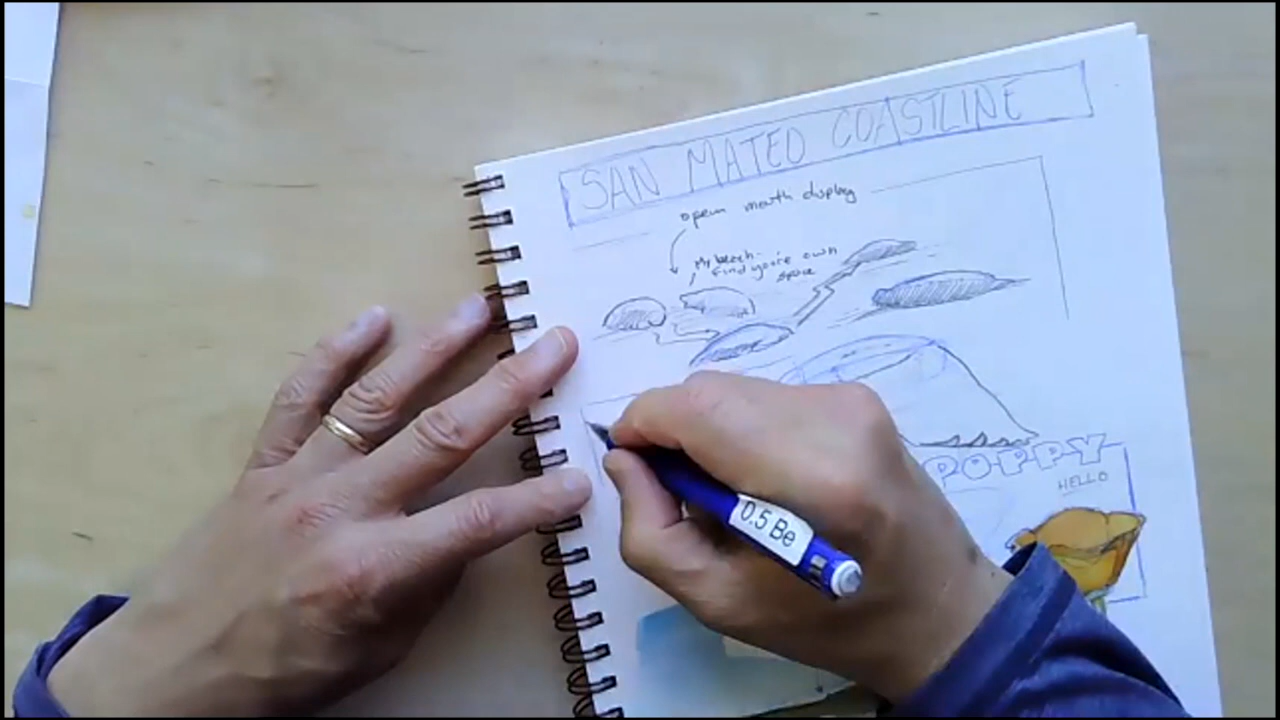 SAN MATEO COASTLINE
open mouth display
My beach-
find you're own
space
POPPY
HELLO
0.5 Be